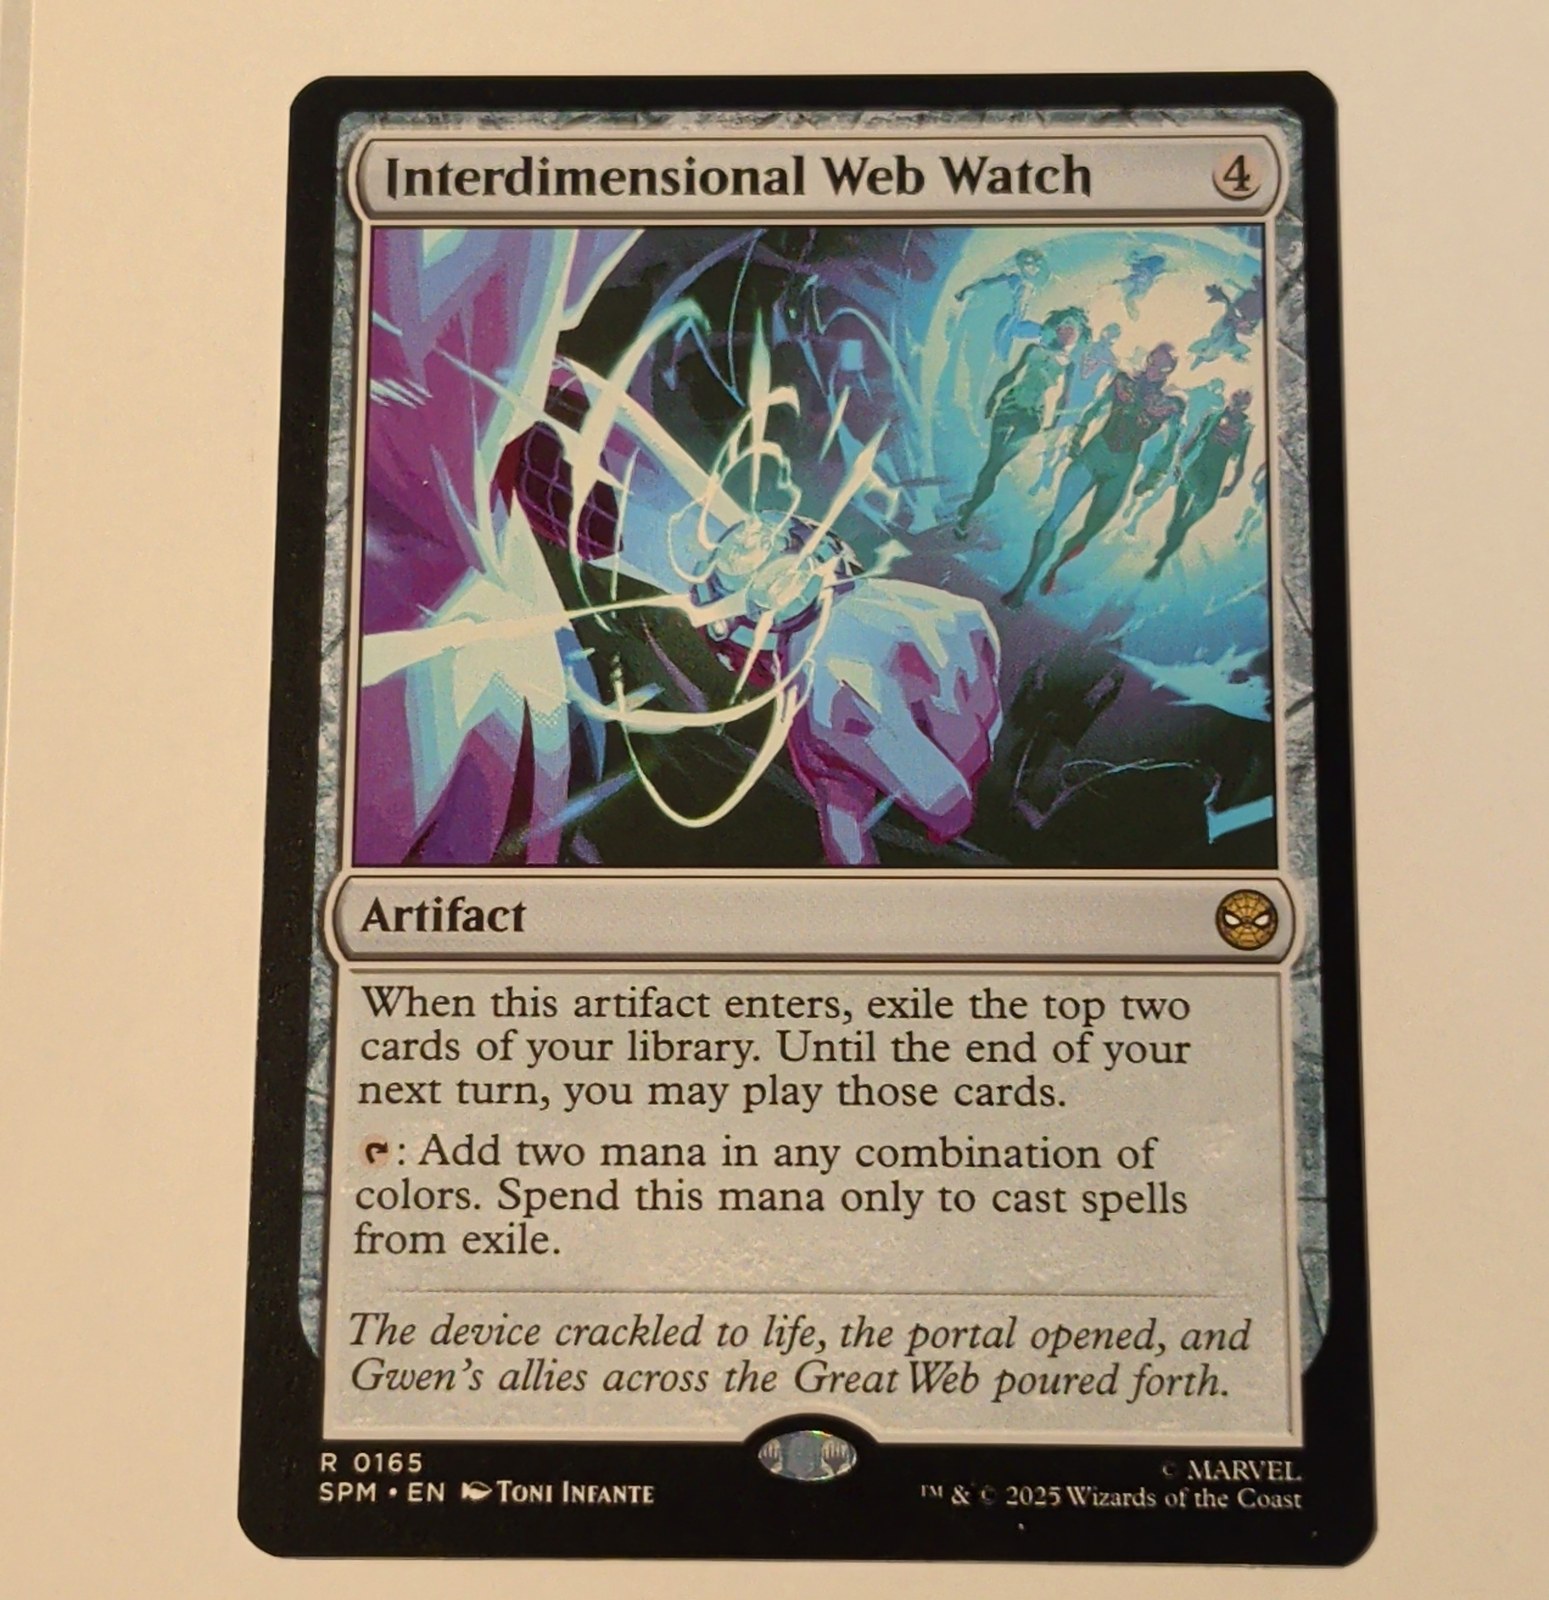 Interdimensional Web Watch 4
Artifact
When this artifact enters, exile the top two
cards of your library. Until the end of your
next turn, you may play those cards.
: Add two mana in any combination of
colors. Spend this mana only to cast spells
from exile.
The device crackled to life, the portal opened, and
Gwen's allies across the Great Web poured forth.
R 0165
SPM • EN TONI INFANTE
© MARVEL
™ & © 2025 Wizards of the Coast